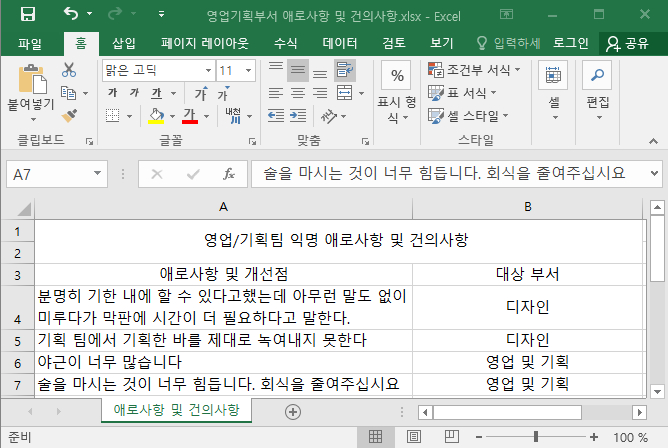 영업기획부서 애로사항 및 건의사항.xlsx - Excel
파일 홈 삽입 페이지 레이아웃 수식 데이터 검토 보기 입력하세 로그인 공유
맑은 고딕 11
붙여넣기
가 가 가 가 가 내천
가
% 표시 형식
조건부 서식
표 서식
셀 스타일
셀
편집
클립보드 글꼴 맞춤 스타일
A7 fx 술을 마시는 것이 너무 힘듭니다. 회식을 줄여주십시요
A B
1
영업/기획팀 익명 애로사항 및 건의사항
2
3 애로사항 및 개선점 대상 부서
분명히 기한 내에 할 수 있다고했는데 아무런 말도 없이
4 미루다가 막판에 시간이 더 필요하다고 말한다. 디자인
5 기획 팀에서 기획한 바를 제대로 녹여내지 못한다 디자인
6 야근이 너무 많습니다 영업 및 기획
7 술을 마시는 것이 너무 힘듭니다. 회식을 줄여주십시요 영업 및 기획
애로사항 및 건의사항
준비 100 %